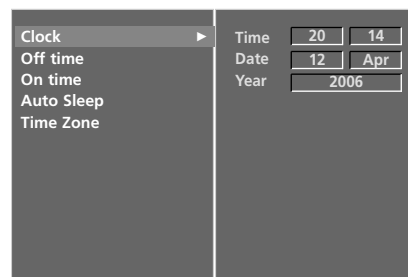 Clock ►
Off time
On time
Auto Sleep
Time Zone
Time 20 14
Date 12 Apr
Year 2006